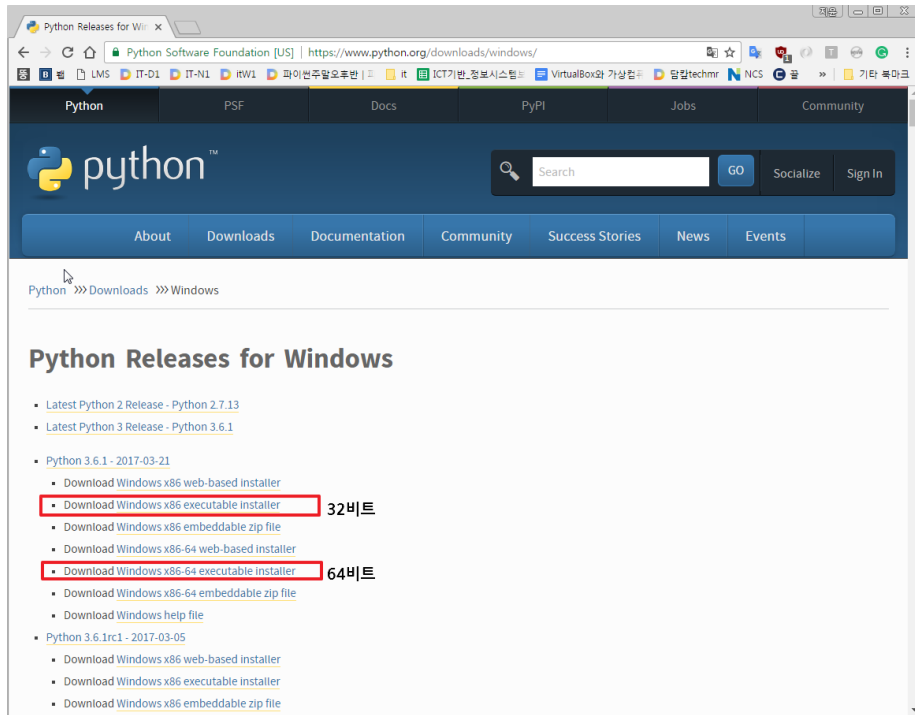 지윤
Python Releases for Wir
Python Software Foundation [US] | https://www.python.org/downloads/windows/
LMS IT-D1 IT-N1 itW1 파이썬주말오후반 it ICT기반_정보시스템 VirtualBox와 가상컴 담칼techmr NCS 꿀 » 기타 북마크
Python PSF Docs PyPI Jobs Community
python™
Search GO Socialize Sign In
About Downloads Documentation Community Success Stories News Events
Python >>> Downloads >>> Windows
Python Releases for Windows
Latest Python 2 Release - Python 2.7.13
Latest Python 3 Release - Python 3.6.1
Python 3.6.1 - 2017-03-21
Download Windows x86 web-based installer
Download Windows x86 executable installer 32비트
Download Windows x86 embeddable zip file
Download Windows x86-64 web-based installer
Download Windows x86-64 executable installer 64비트
Download Windows x86-64 embeddable zip file
Download Windows help file
Python 3.6.1rc1 - 2017-03-05
Download Windows x86 web-based installer
Download Windows x86 executable installer
Download Windows x86 embeddable zip file